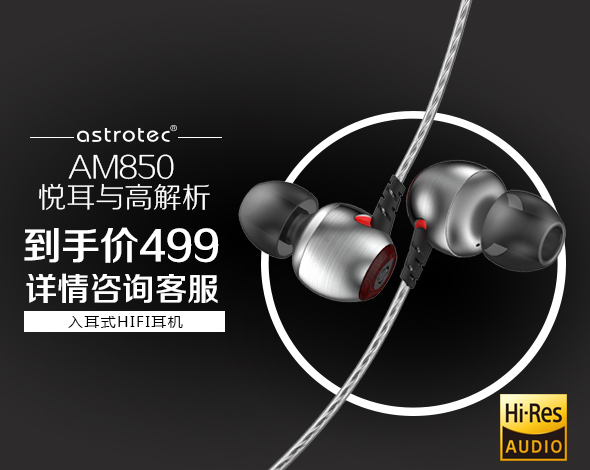 astrotec®
AM850
悦耳与高解析
到手价499
详情咨询客服
入耳式HIFI耳机
Hi-Res
AUDIO